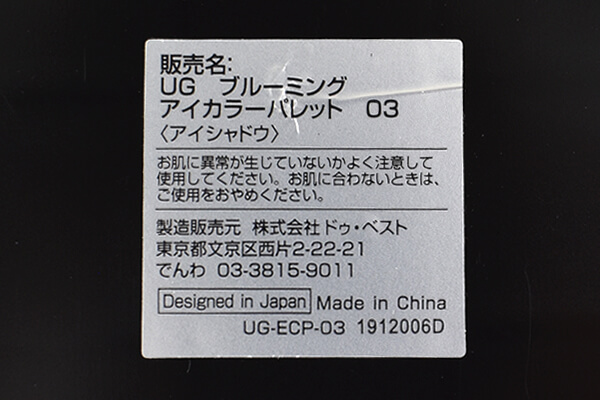 販売名:
UG ブルーミング
アイカラーパレット 03
〈アイシャドウ〉
お肌に異常が生じていないかよく注意して
使用してください。お肌に合わないときは、
ご使用をおやめください。
製造販売元 株式会社ドゥ・ベスト
東京都文京区西片2-22-21
でんわ 03-3815-9011
Designed in Japan Made in China
UG-ECP-03 1912006D